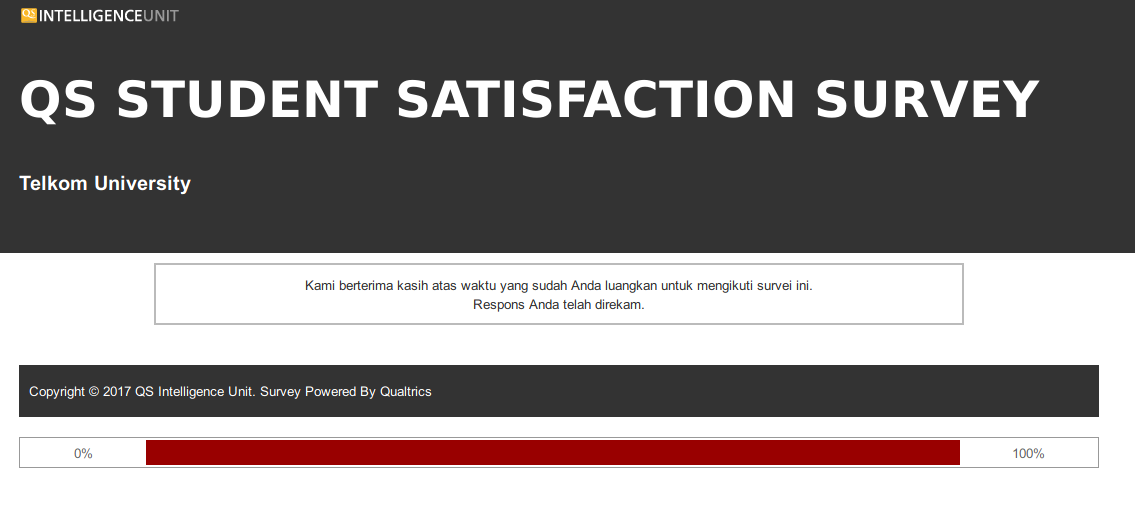 QS INTELLIGENCEUNIT
QS STUDENT SATISFACTION SURVEY
Telkom University
Kami berterima kasih atas waktu yang sudah Anda luangkan untuk mengikuti survei ini.
Respons Anda telah direkam.
Copyright © 2017 QS Intelligence Unit. Survey Powered By Qualtrics
0% 100%